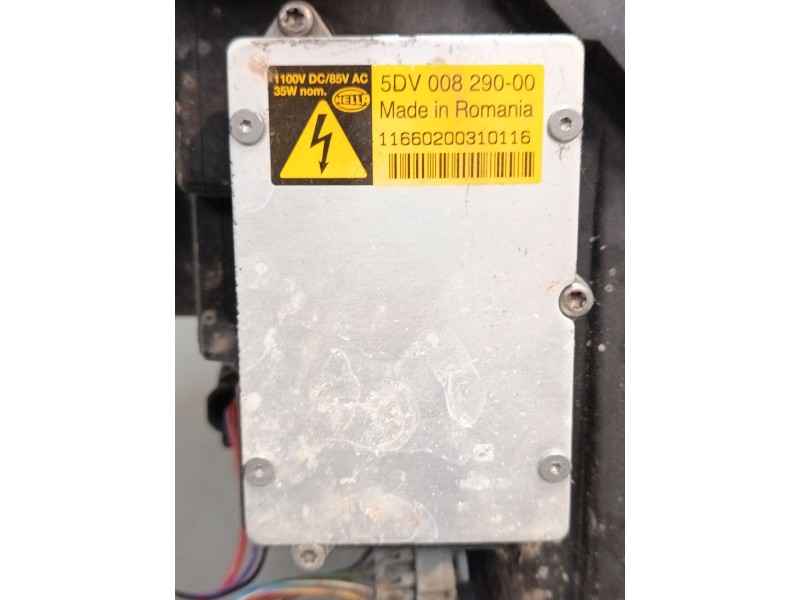 1100V DC/85V AC
35W nom.
HELLA
5DV 008 290-00
Made in Romania
11660200310116